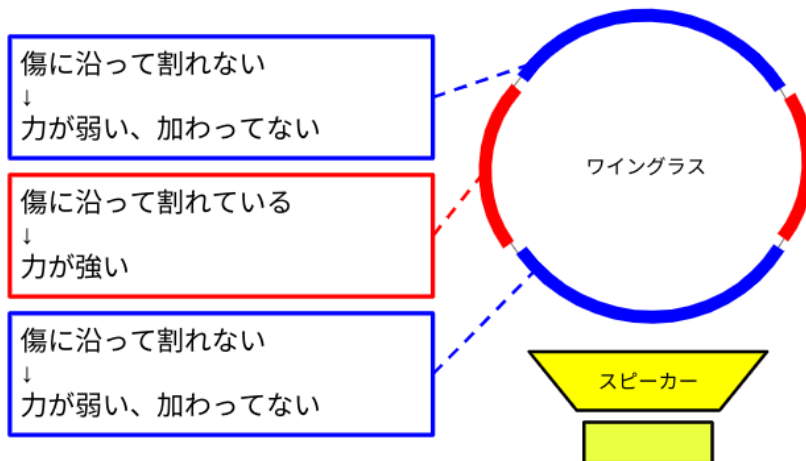 傷に沿って割れない
↓
力が弱い、加わってない
傷に沿って割れている
↓
力が強い
傷に沿って割れない
↓
力が弱い、加わってない
ワイングラス
スピーカー